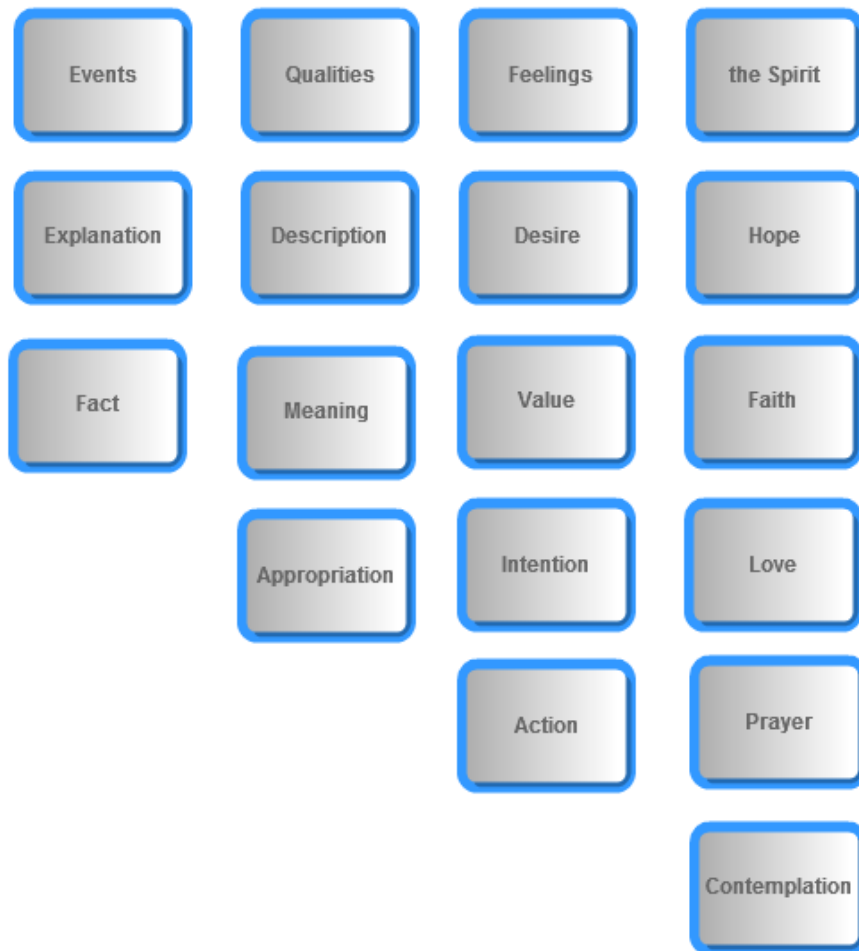 Events
Qualities
Feelings
the Spirit
Explanation
Description
Desire
Hope
Fact
Meaning
Value
Faith
Appropriation
Intention
Love
Action
Prayer
Contemplation